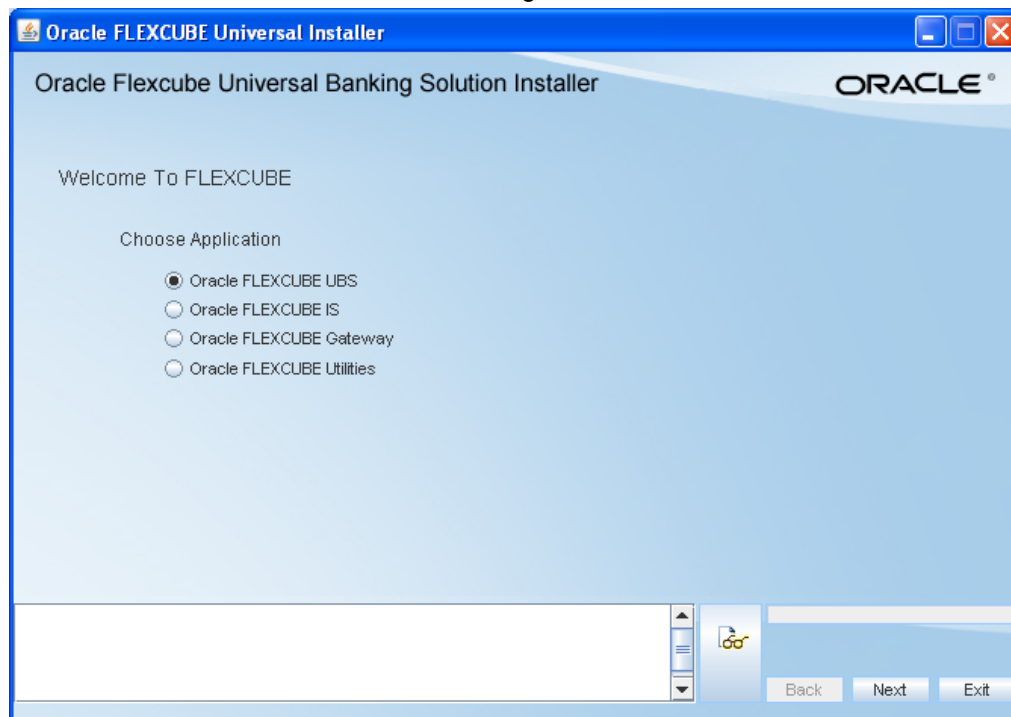 Oracle FLEXCUBE Universal Installer
Oracle Flexcube Universal Banking Solution Installer
ORACLE®
Welcome To FLEXCUBE
Choose Application
Oracle FLEXCUBE UBS
Oracle FLEXCUBE IS
Oracle FLEXCUBE Gateway
Oracle FLEXCUBE Utilities
Back Next Exit